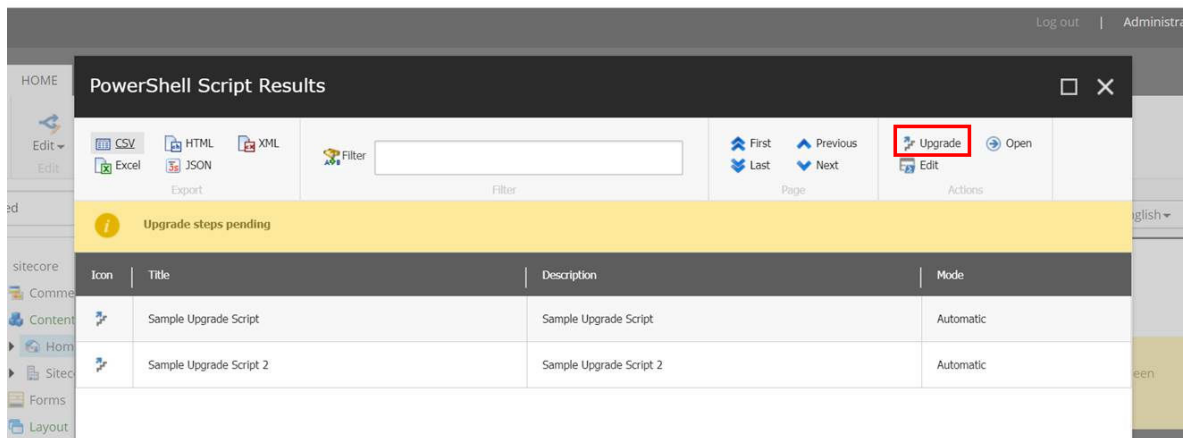 Log out | Administra
HOME
PowerShell Script Results
Edit
Edit
CSV HTML XML
Excel JSON
Export
Filter
Filter
First Previous
Last Next
Page
Upgrade Open
Edit
Actions
ed
glish
Upgrade steps pending
sitecore
Icon Title Description Mode
Comme
Content
Sample Upgrade Script Sample Upgrade Script Automatic
Hom
Sitec
Sample Upgrade Script 2 Sample Upgrade Script 2 Automatic
een
Forms
Layout